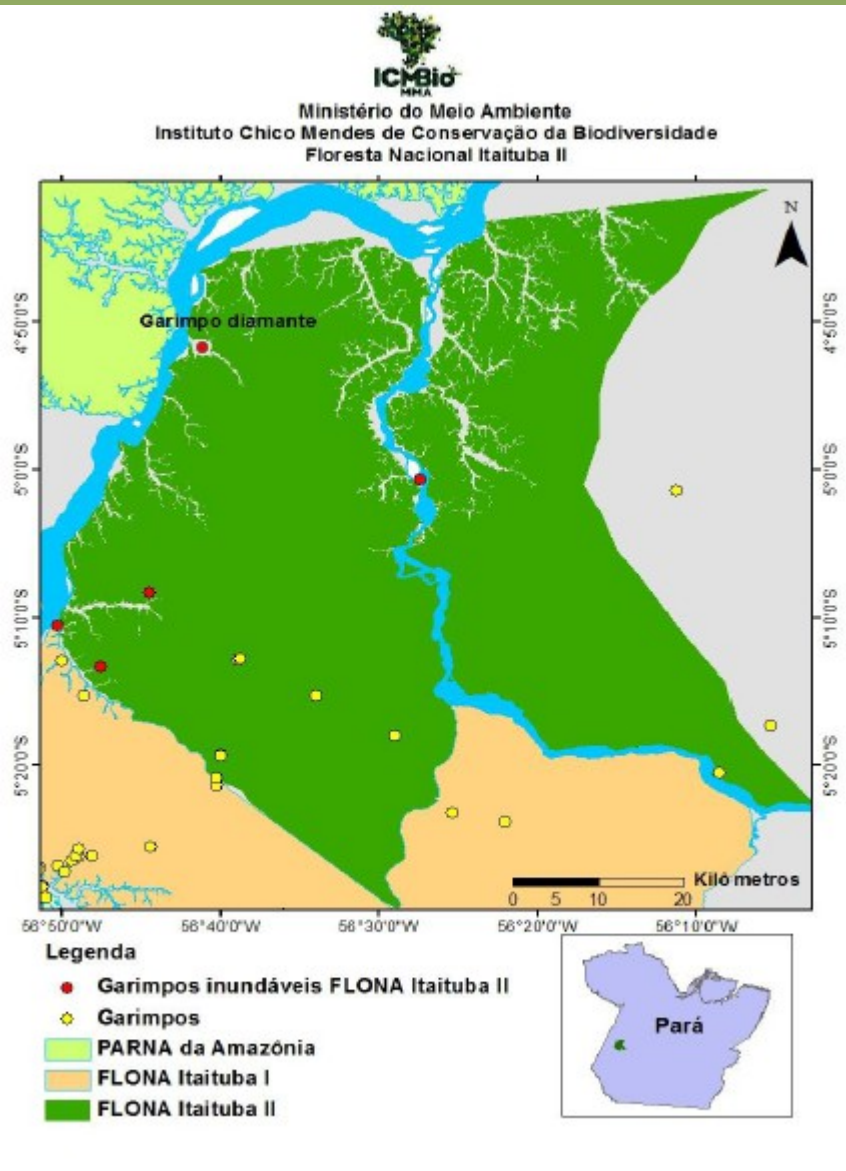 ICMBio
MMA
Ministério do Meio Ambiente
Instituto Chico Mendes de Conservação da Biodiversidade
Floresta Nacional Itaituba II
N
Garimpo diamante
4°50'0"S
4°50'0"S
5°0'0"S
5°0'0"S
5°10'0"S
5°10'0"S
5°20'0"S
5°20'0"S
Kilômetros
0 5 10 20
56°50'0"W 56°40'0"W 56°30'0"W 56°20'0"W 56°10'0"W
Legenda
Garimpos inundáveis FLONA Itaituba II
Garimpos
PARNA da Amazônia
FLONA Itaituba I
FLONA Itaituba II
Pará